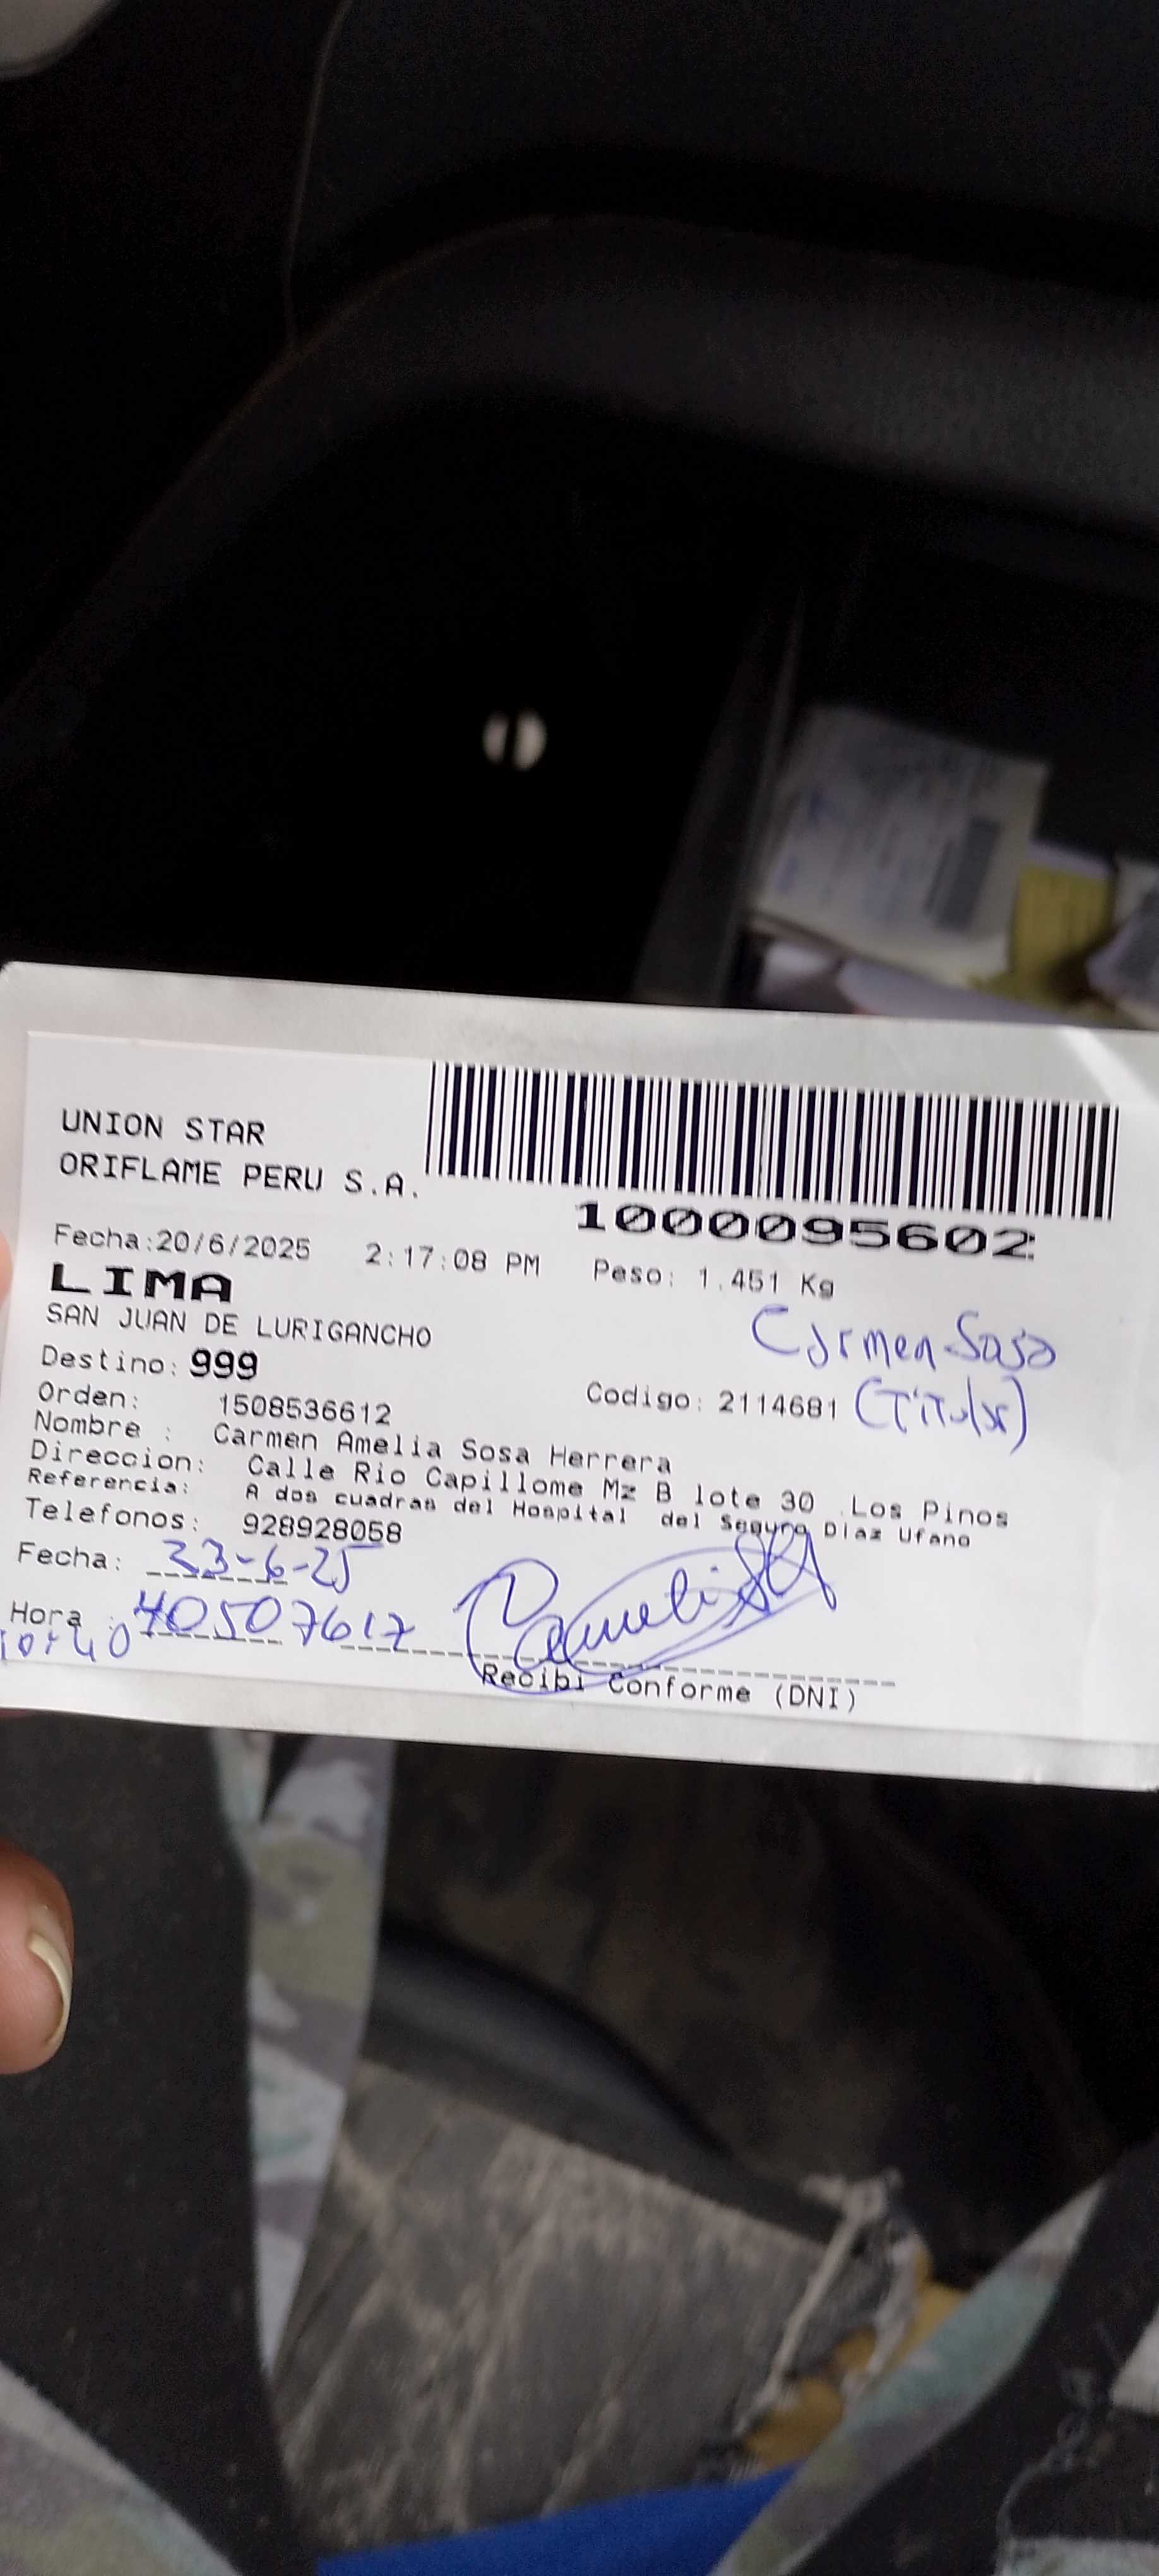 UNION STAR
ORIFLAME PERU S.A.
1000095602
Fecha:20/6/2025 2:17:08 PM Peso: 1.451 Kg
LIMA
SAN JUAN DE LURIGANCHO
Carmen Sosa
Destino: 999
Orden: 1508536612 Codigo: 2114681 (Titular)
Nombre : Carmen Amelia Sosa Herrera
Direccion: Calle Rio Capillome Mz B lote 30 .Los Pinos
Referencia: A dos cuadras del Hospital del Seguro Diaz Ufano
Telefonos: 928928058
Fecha: 23-6-25
Hora : 40507617
10:40
Recibi Conforme (DNI)